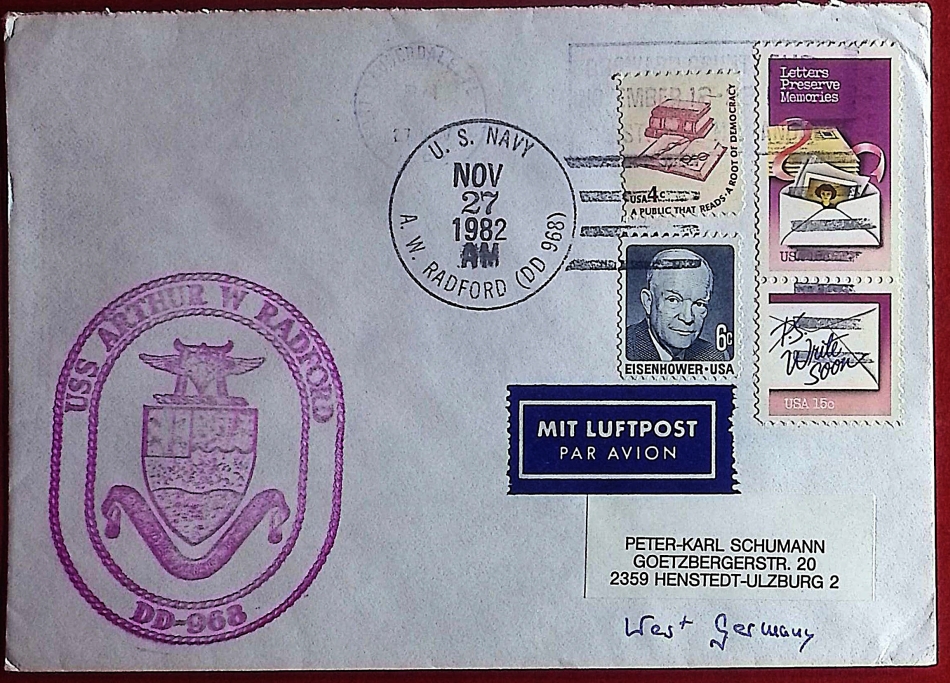 U. S. NAVY
NOV
27
1982
AM
A. W. RADFORD (DD 968)
27
USA 4c
A PUBLIC THAT READS: A ROOT OF DEMOCRACY
6c
EISENHOWER · USA
Letters
Preserve
Memories
P.S.
Write
Soon
USA 15c
MIT LUFTPOST
PAR AVION
USS ARTHUR W RADFORD
DD-968
PETER-KARL SCHUMANN
GOETZBERGERSTR. 20
2359 HENSTEDT-ULZBURG 2
West Germany